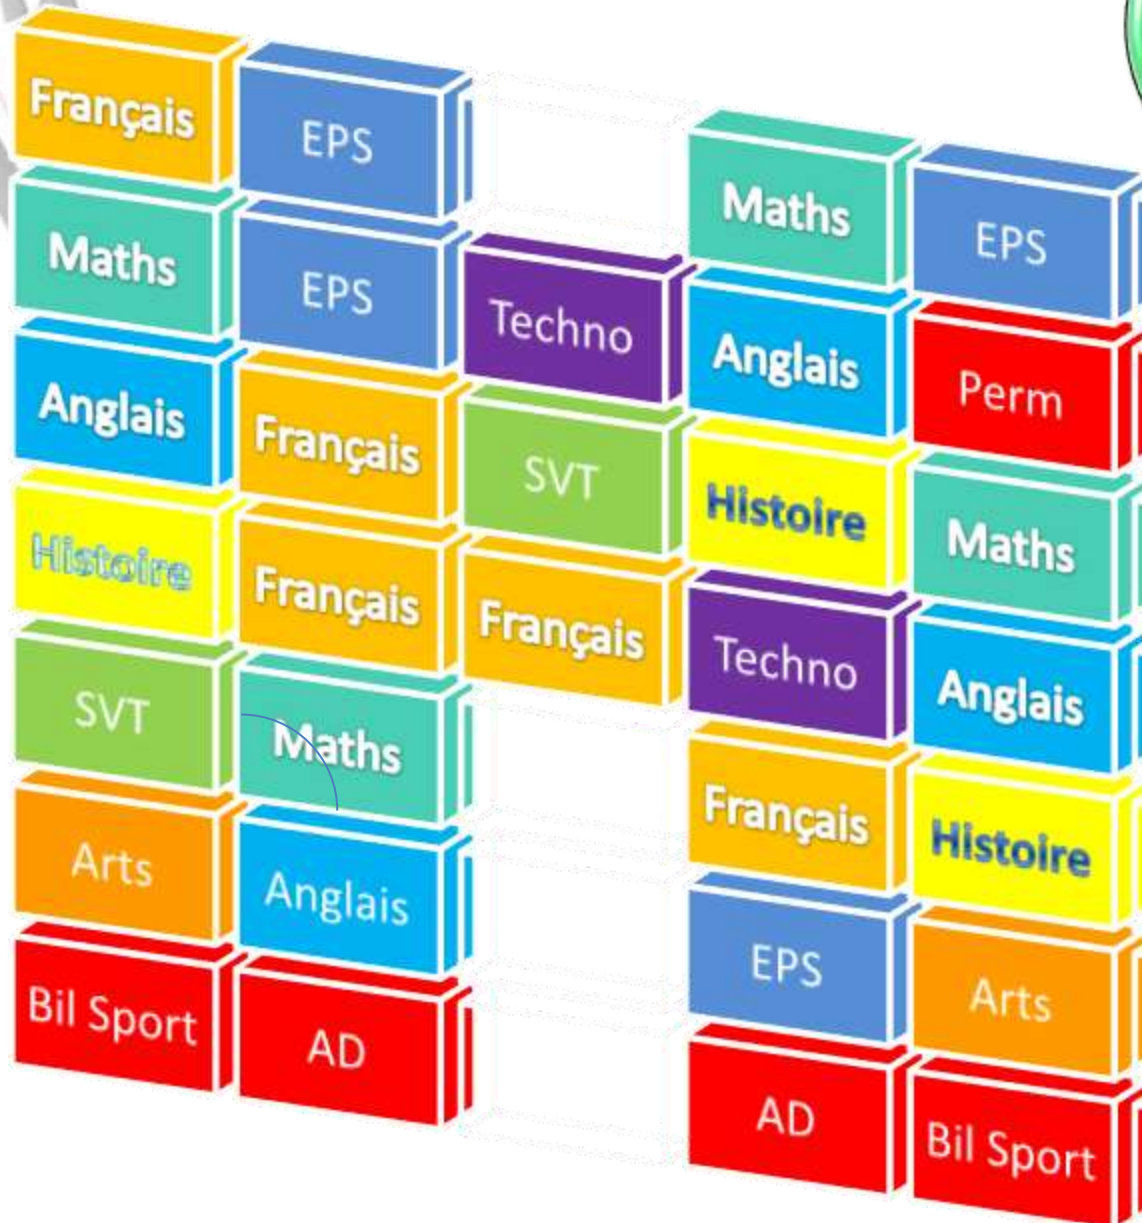 Français
EPS
Maths
EPS
Maths
EPS
Techno
Anglais
Perm
Anglais
Français
SVT
Histoire
Maths
Histoire
Français
Français
Techno
Anglais
SVT
Maths
Français
Histoire
Arts
Anglais
EPS
Arts
Bil Sport
AD
AD
Bil Sport